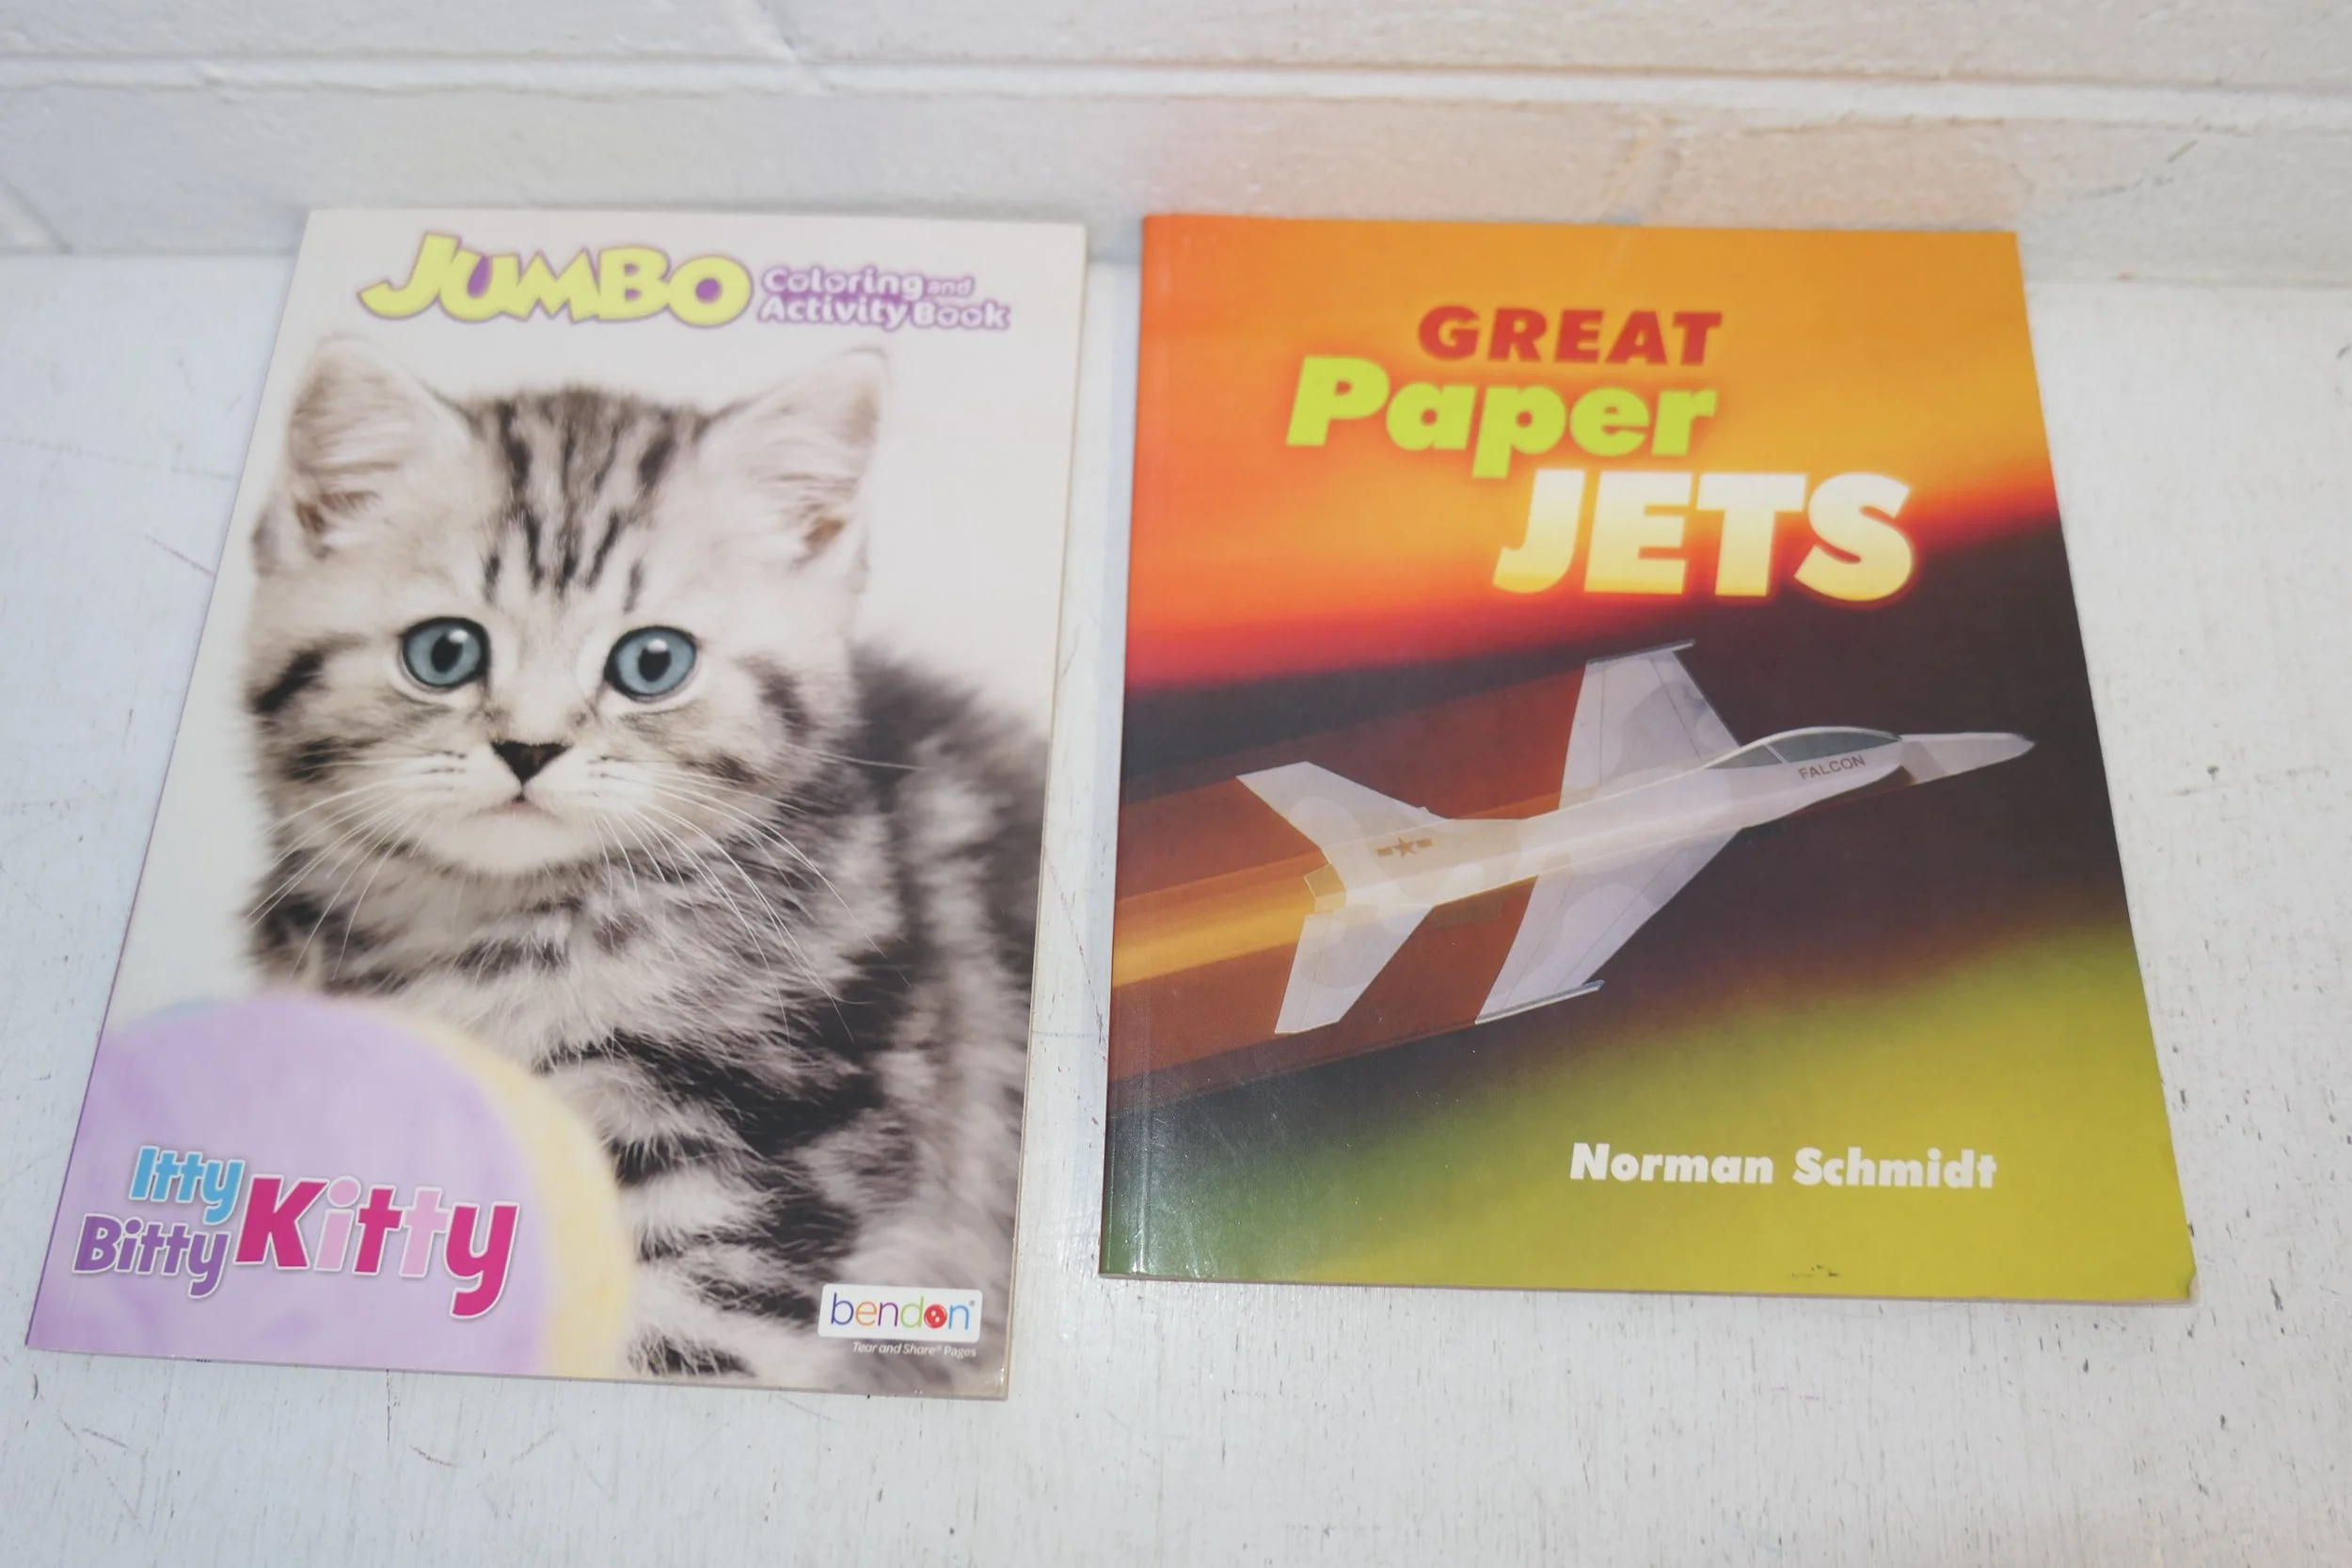 JUMBO Coloring and
Activity Book
Itty
Bitty Kitty
bendon®
Tear and Share® Pages
GREAT
Paper
JETS
FALCON
Norman Schmidt